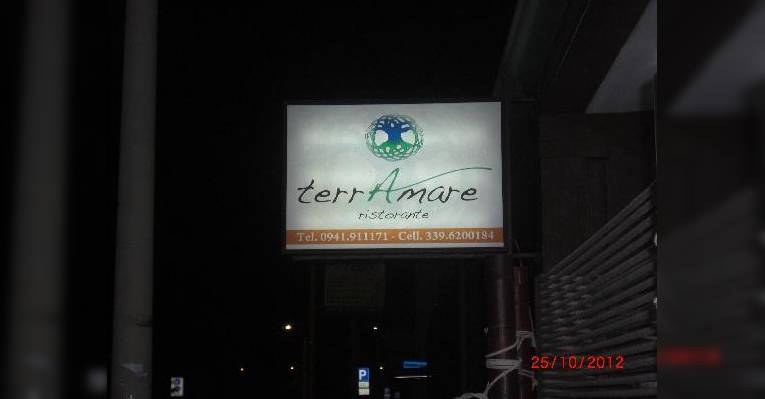 terrAmare
ristorante
Tel. 0941.911171 - Cell. 339.6200184
P
25/10/2012